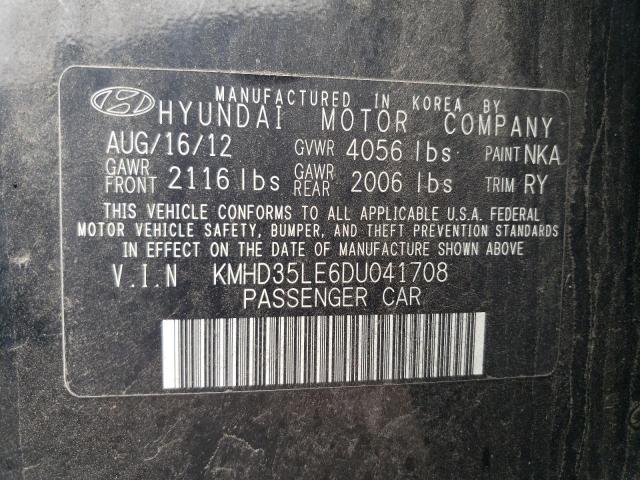 MANUFACTURED IN KOREA BY
HYUNDAI MOTOR COMPANY
AUG/16/12 GVWR 4056 lbs PAINT NKA
GAWR FRONT 2116 lbs GAWR REAR 2006 lbs TRIM RY
THIS VEHICLE CONFORMS TO ALL APPLICABLE U.S.A. FEDERAL
MOTOR VEHICLE SAFETY, BUMPER, AND THEFT PREVENTION STANDARDS
IN EFFECT ON THE DATE OF MANUFACTURE SHOWN ABOVE
V.I.N KMHD35LE6DU041708
PASSENGER CAR